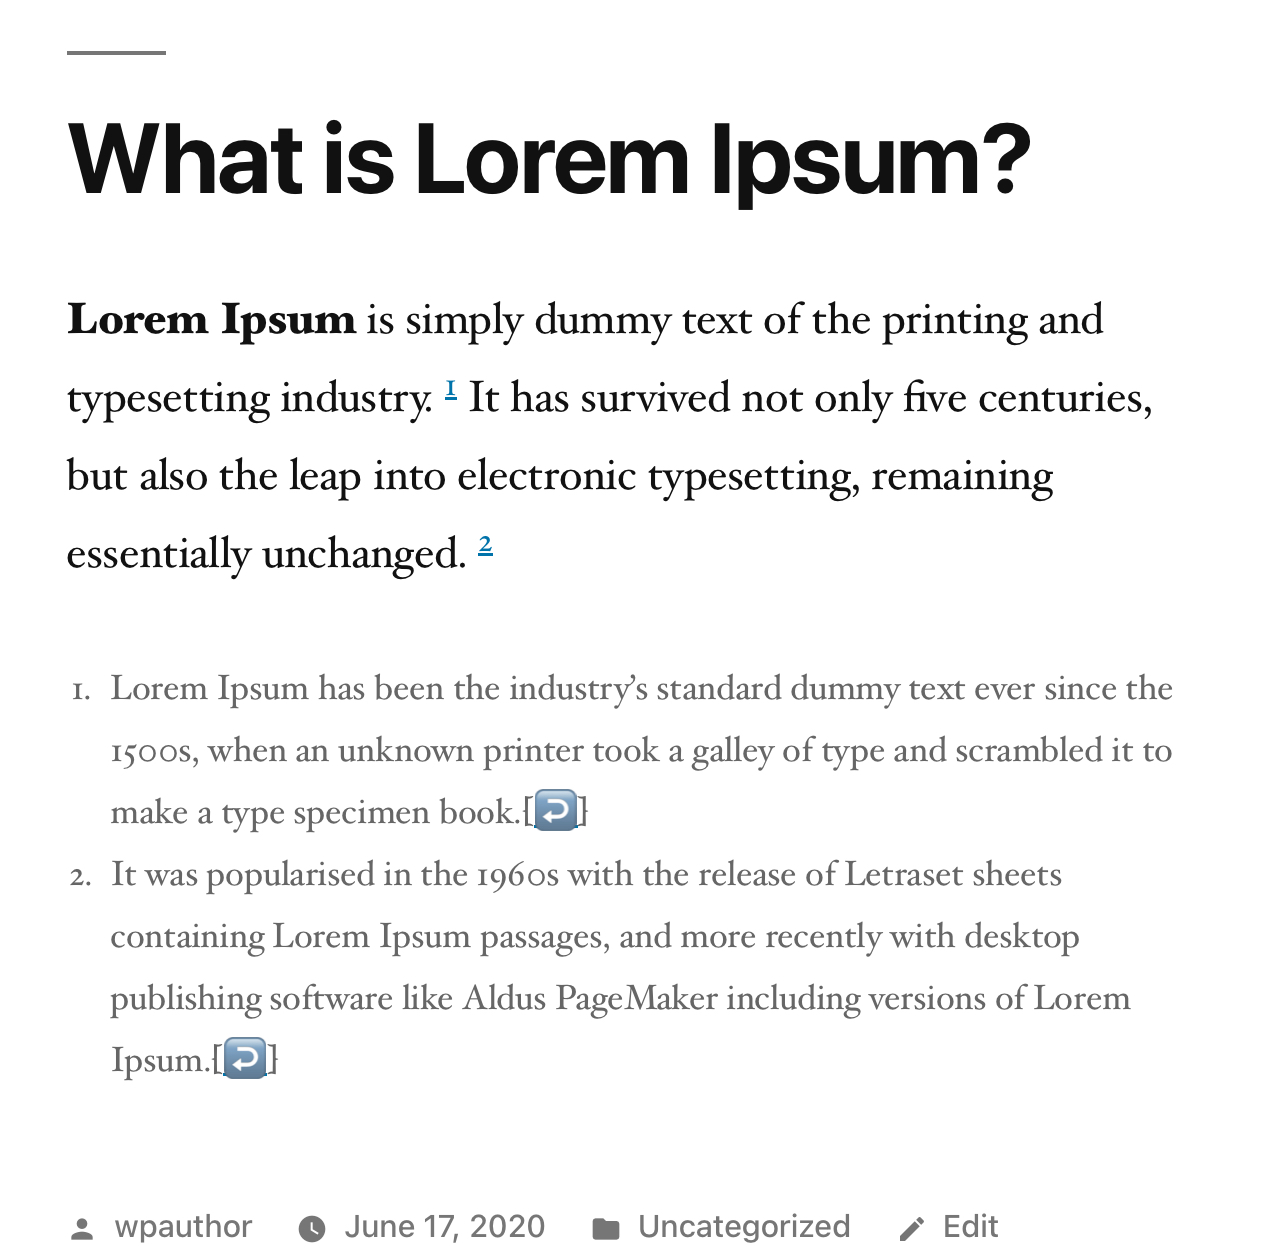 What is Lorem Ipsum?
Lorem Ipsum is simply dummy text of the printing and
typesetting industry. 1 It has survived not only five centuries,
but also the leap into electronic typesetting, remaining
essentially unchanged. 2
1. Lorem Ipsum has been the industry’s standard dummy text ever since the
1500s, when an unknown printer took a galley of type and scrambled it to
make a type specimen book.[↩]
2. It was popularised in the 1960s with the release of Letraset sheets
containing Lorem Ipsum passages, and more recently with desktop
publishing software like Aldus PageMaker including versions of Lorem
Ipsum.[↩]
wpauthor June 17, 2020 Uncategorized Edit